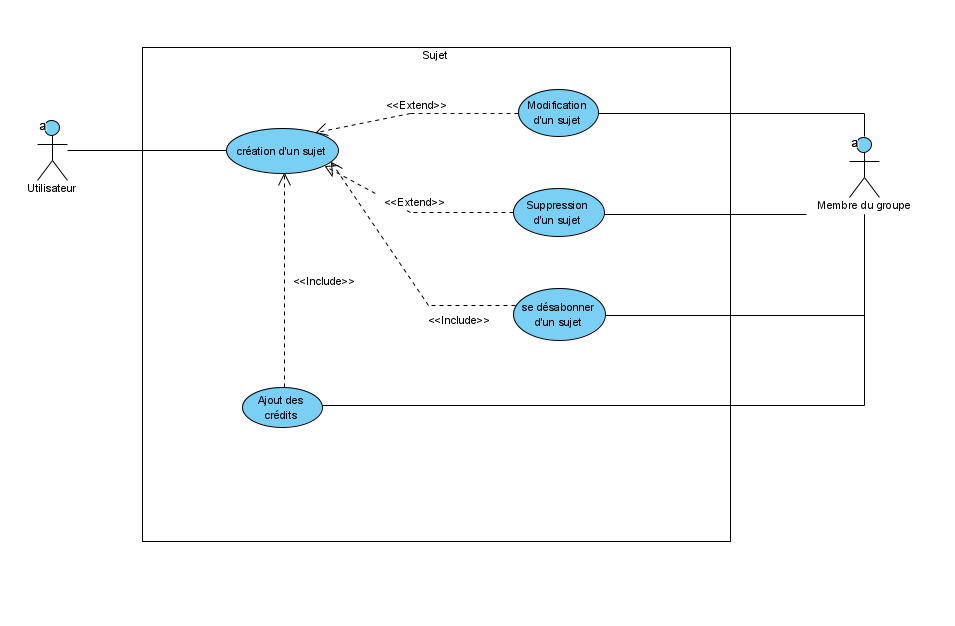 Sujet
<<Extend>>
Modification
d'un sujet
a
Utilisateur
création d'un sujet
a
Membre du groupe
<<Extend>>
Suppression
d'un sujet
<<Include>>
se désabonner
d'un sujet
<<Include>>
Ajout des
crédits